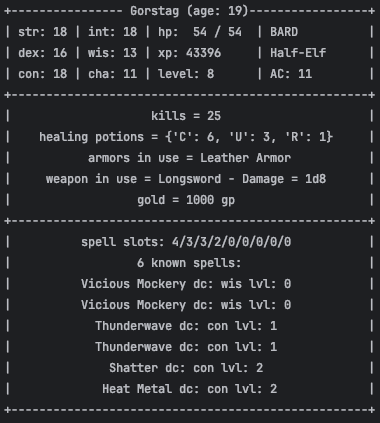 +---------------- Gorstag (age: 19)-----------------+
| str: 18 | int: 18 | hp:  54 / 54  | BARD
| dex: 16 | wis: 13 | xp: 43396     | Half-Elf      |
| con: 18 | cha: 11 | level: 8      | AC: 11        |
+---------------------------------------------------+
|                    kills = 25                     |
|    healing potions = {'C': 6, 'U': 3, 'R': 1}     |
|           armors in use = Leather Armor           |
|     weapon in use = Longsword - Damage = 1d8      |
|                  gold = 1000 gp                   |
+---------------------------------------------------+
|          spell slots: 4/3/3/2/0/0/0/0/0           |
|                  6 known spells:                  |
|          Vicious Mockery dc: wis lvl: 0           |
|          Vicious Mockery dc: wis lvl: 0           |
|            Thunderwave dc: con lvl: 1             |
|            Thunderwave dc: con lvl: 1             |
|              Shatter dc: con lvl: 2               |
|             Heat Metal dc: con lvl: 2             |
+---------------------------------------------------+